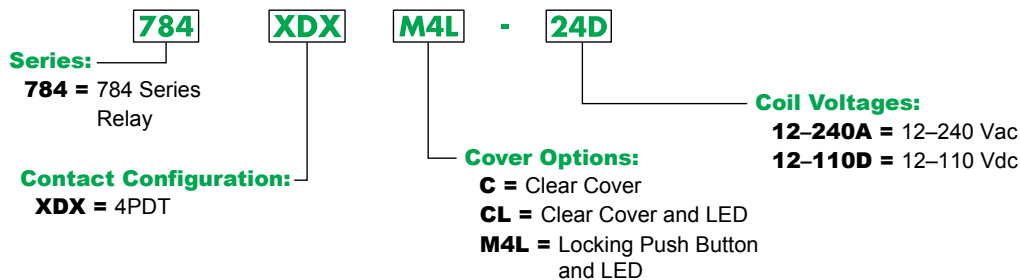 784 XDX M4L - 24D
Series:
784 = 784 Series
Relay
Contact Configuration:
XDX = 4PDT
Cover Options:
C = Clear Cover
CL = Clear Cover and LED
M4L = Locking Push Button
and LED
Coil Voltages:
12–240A = 12–240 Vac
12–110D = 12–110 Vdc